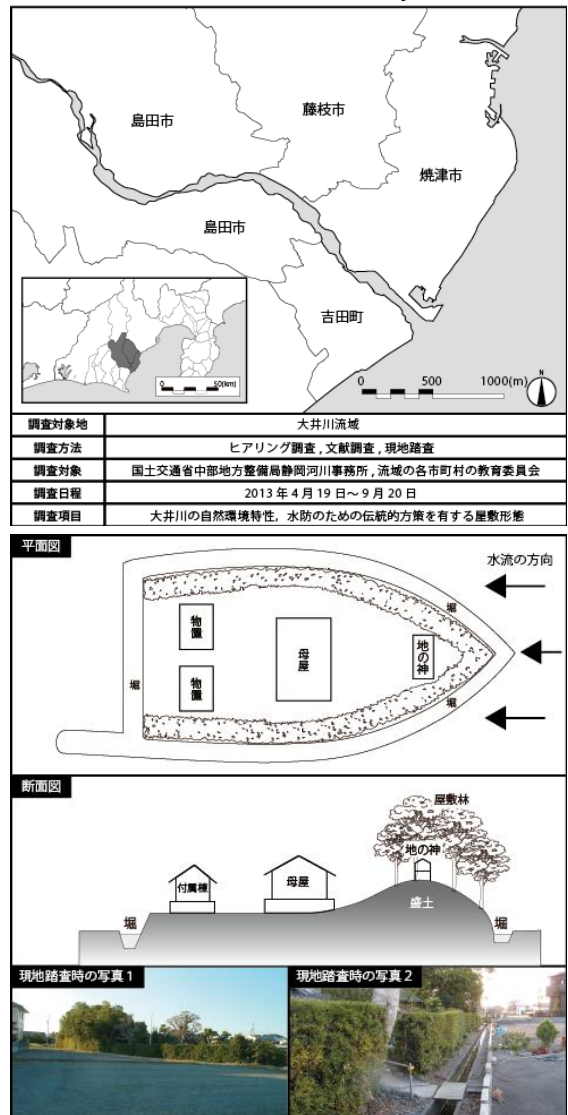 島田市
藤枝市
焼津市
島田市
吉田町
0 50(km)
0 500 1000(m)
N
調査対象地 大井川流域
調査方法 ヒアリング調査 , 文献調査 , 現地踏査
調査対象 国土交通省中部地方整備局静岡河川事務所 , 流域の各市町村の教育委員会
調査日程 2013 年 4 月 19 日〜 9 月 20 日
調査項目 大井川の自然環境特性，水防のための伝統的方策を有する屋敷形態
平面図
水流の方向
堀
物置
母屋
地の神
堀
物置
堀
断面図
屋敷林
地の神
付属棟
母屋
盛土
堀
堀
現地踏査時の写真 1
現地踏査時の写真 2